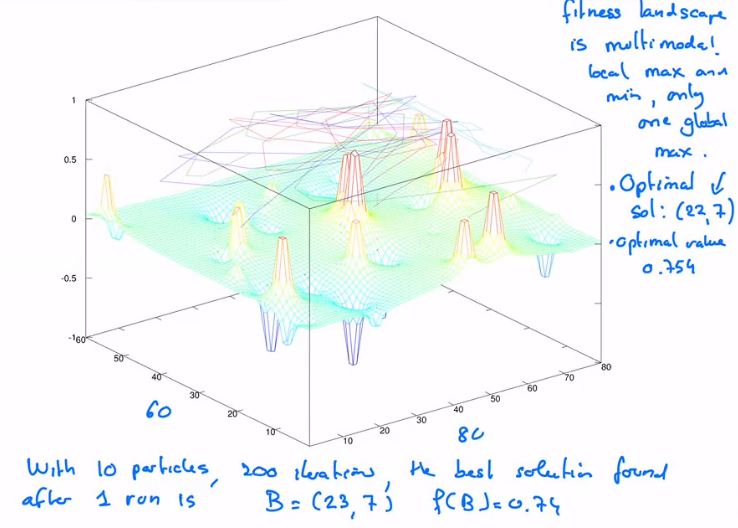 fitness landscape
is multimodal.
local max and
min, only
one global
max.
• Optimal
sol: (22,7)
• optimal value
0.754
1
0.5
0
-0.5
-1
60
50
40
30
20
10
10
20
30
40
50
60
70
80
60
80
With 10 particles, 200 iterations, the best solution found
after 1 run is B = (23,7) f(B)=0.74